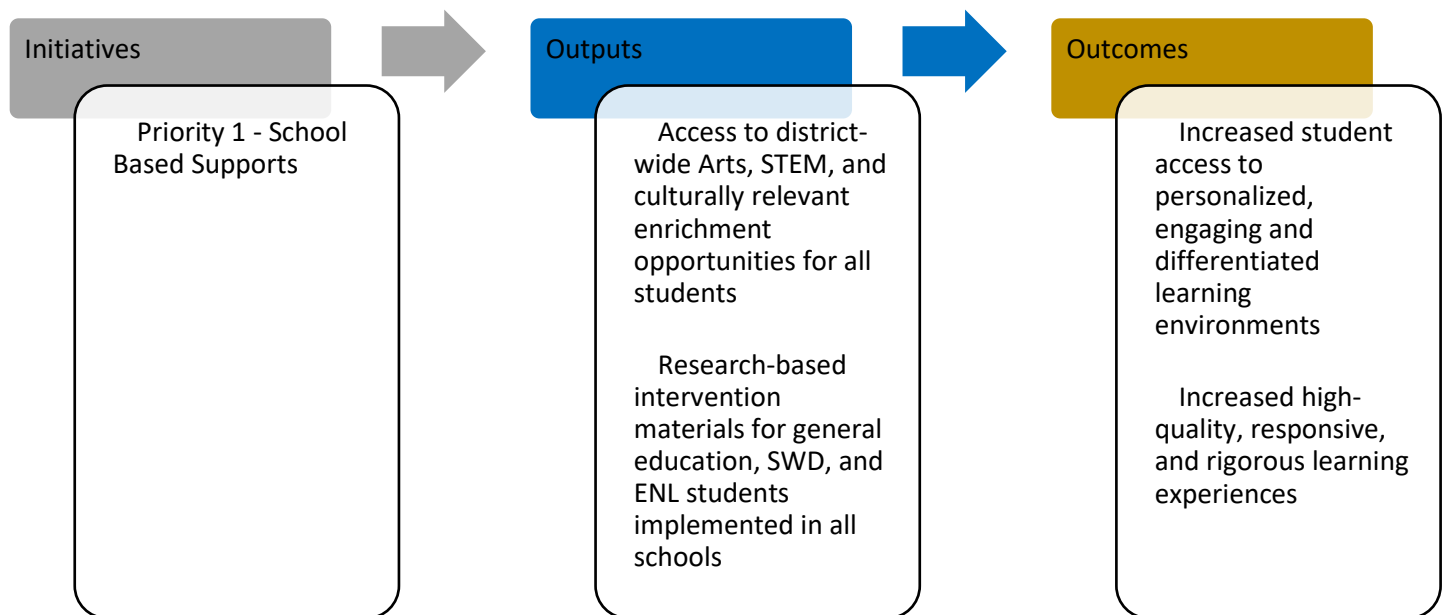 Initiatives
Priority 1 - School
Based Supports
Outputs
Access to district-
wide Arts, STEM, and
culturally relevant
enrichment
opportunities for all
students
Research-based
intervention
materials for general
education, SWD, and
ENL students
implemented in all
schools
Outcomes
Increased student
access to
personalized,
engaging and
differentiated
learning
environments
Increased high-
quality, responsive,
and rigorous learning
experiences